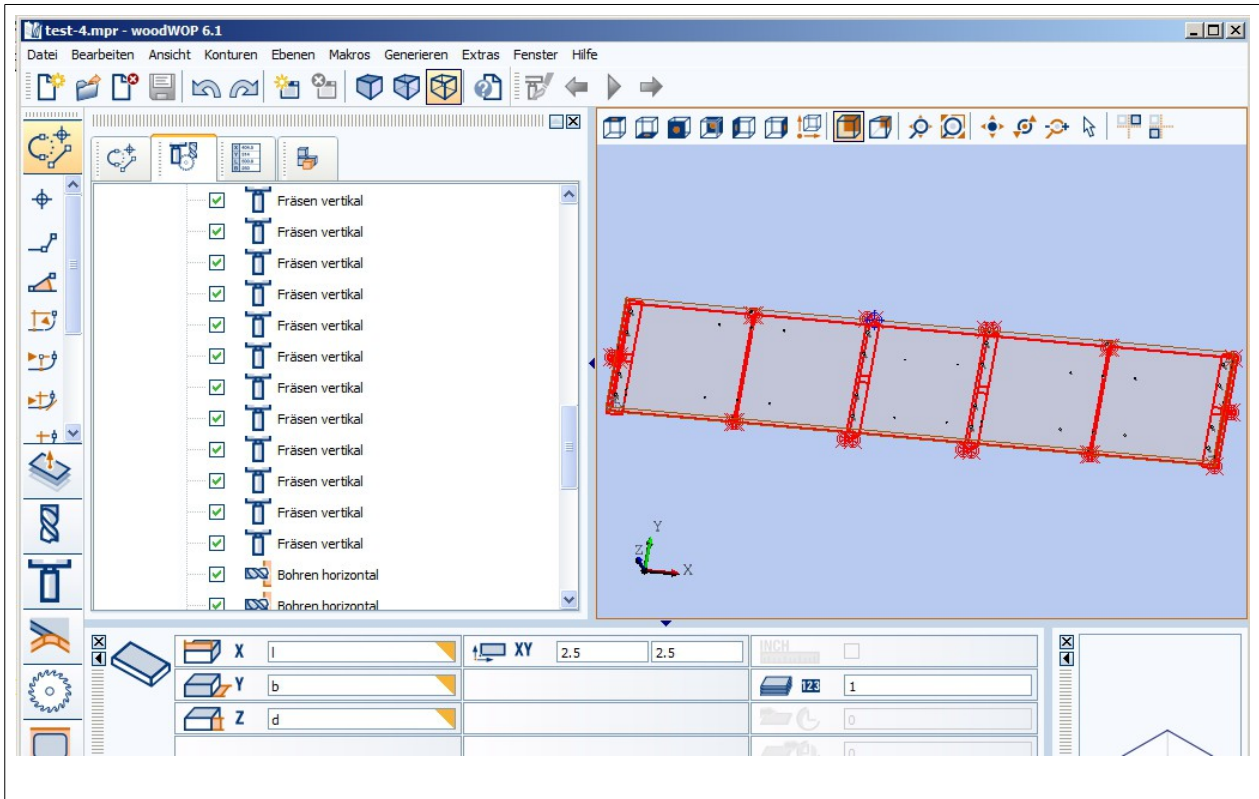 test-4.mpr - woodWOP 6.1
Datei Bearbeiten Ansicht Konturen Ebenen Makros Generieren Extras Fenster Hilfe
Fräsen vertikal
Fräsen vertikal
Fräsen vertikal
Fräsen vertikal
Fräsen vertikal
Fräsen vertikal
Fräsen vertikal
Fräsen vertikal
Fräsen vertikal
Fräsen vertikal
Fräsen vertikal
Fräsen vertikal
Bohren horizontal
Bohren horizontal
Y
Z
X
X l XY 2.5 2.5 INCH
Y b 123 1
Z d 0
0